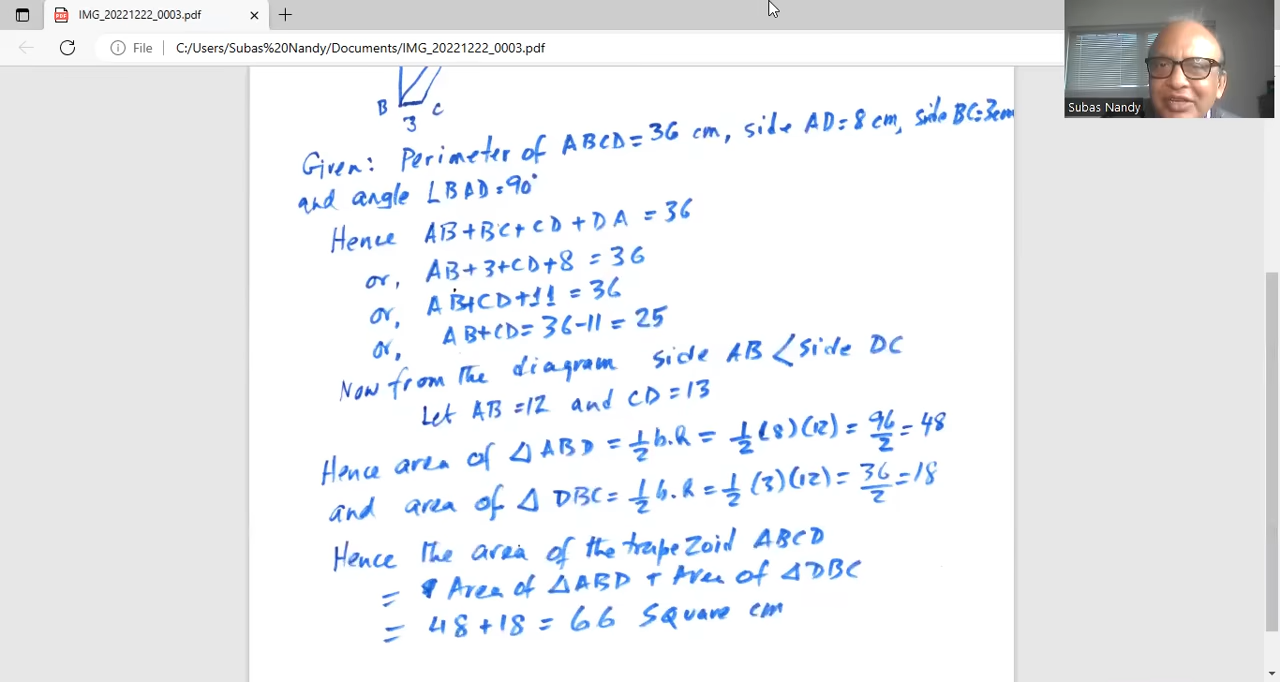 IMG_20221222_0003.pdf
File
C:/Users/Subas%20Nandy/Documents/IMG_20221222_0003.pdf
Subas Nandy
B C
3
Given: Perimeter of ABCD = 36 cm, side AD = 8 cm, side BC = 3cm
and angle ∠BAD = 90°
Hence AB + BC + CD + DA = 36
or, AB + 3 + CD + 8 = 36
or, AB + CD + 11 = 36
or, AB + CD = 36 - 11 = 25
Now from the diagram side AB < side DC
Let AB = 12 and CD = 13
Hence area of △ABD = 1/2 b.h = 1/2 (8)(12) = 96/2 = 48
and area of △DBC = 1/2 b.h = 1/2 (3)(12) = 36/2 = 18
Hence the area of the trapezoid ABCD
= Area of △ABD + Area of △DBC
= 48 + 18 = 66 Square cm